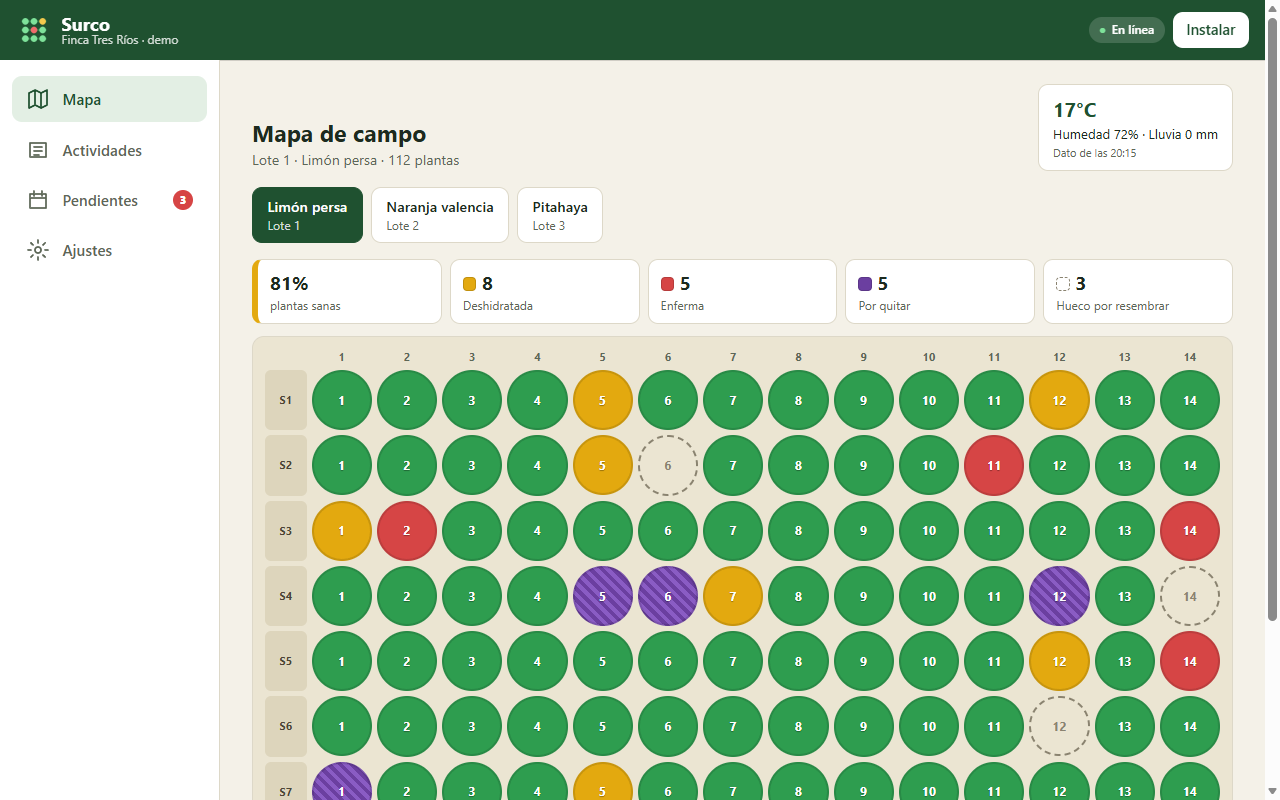 Surco
Finca Tres Ríos · demo
En línea
Instalar
Mapa
Actividades
Pendientes 3
Ajustes
Mapa de campo
Lote 1 · Limón persa · 112 plantas
17°C
Humedad 72% · Lluvia 0 mm
Dato de las 20:15
Limón persa
Lote 1
Naranja valencia
Lote 2
Pitahaya
Lote 3
81%
plantas sanas
8
Deshidratada
5
Enferma
5
Por quitar
3
Hueco por resembrar
1 2 3 4 5 6 7 8 9 10 11 12 13 14
S1 1 2 3 4 5 6 7 8 9 10 11 12 13 14
S2 1 2 3 4 5 6 7 8 9 10 11 12 13 14
S3 1 2 3 4 5 6 7 8 9 10 11 12 13 14
S4 1 2 3 4 5 6 7 8 9 10 11 12 13 14
S5 1 2 3 4 5 6 7 8 9 10 11 12 13 14
S6 1 2 3 4 5 6 7 8 9 10 11 12 13 14
S7 1 2 3 4 5 6 7 8 9 10 11 12 13 14